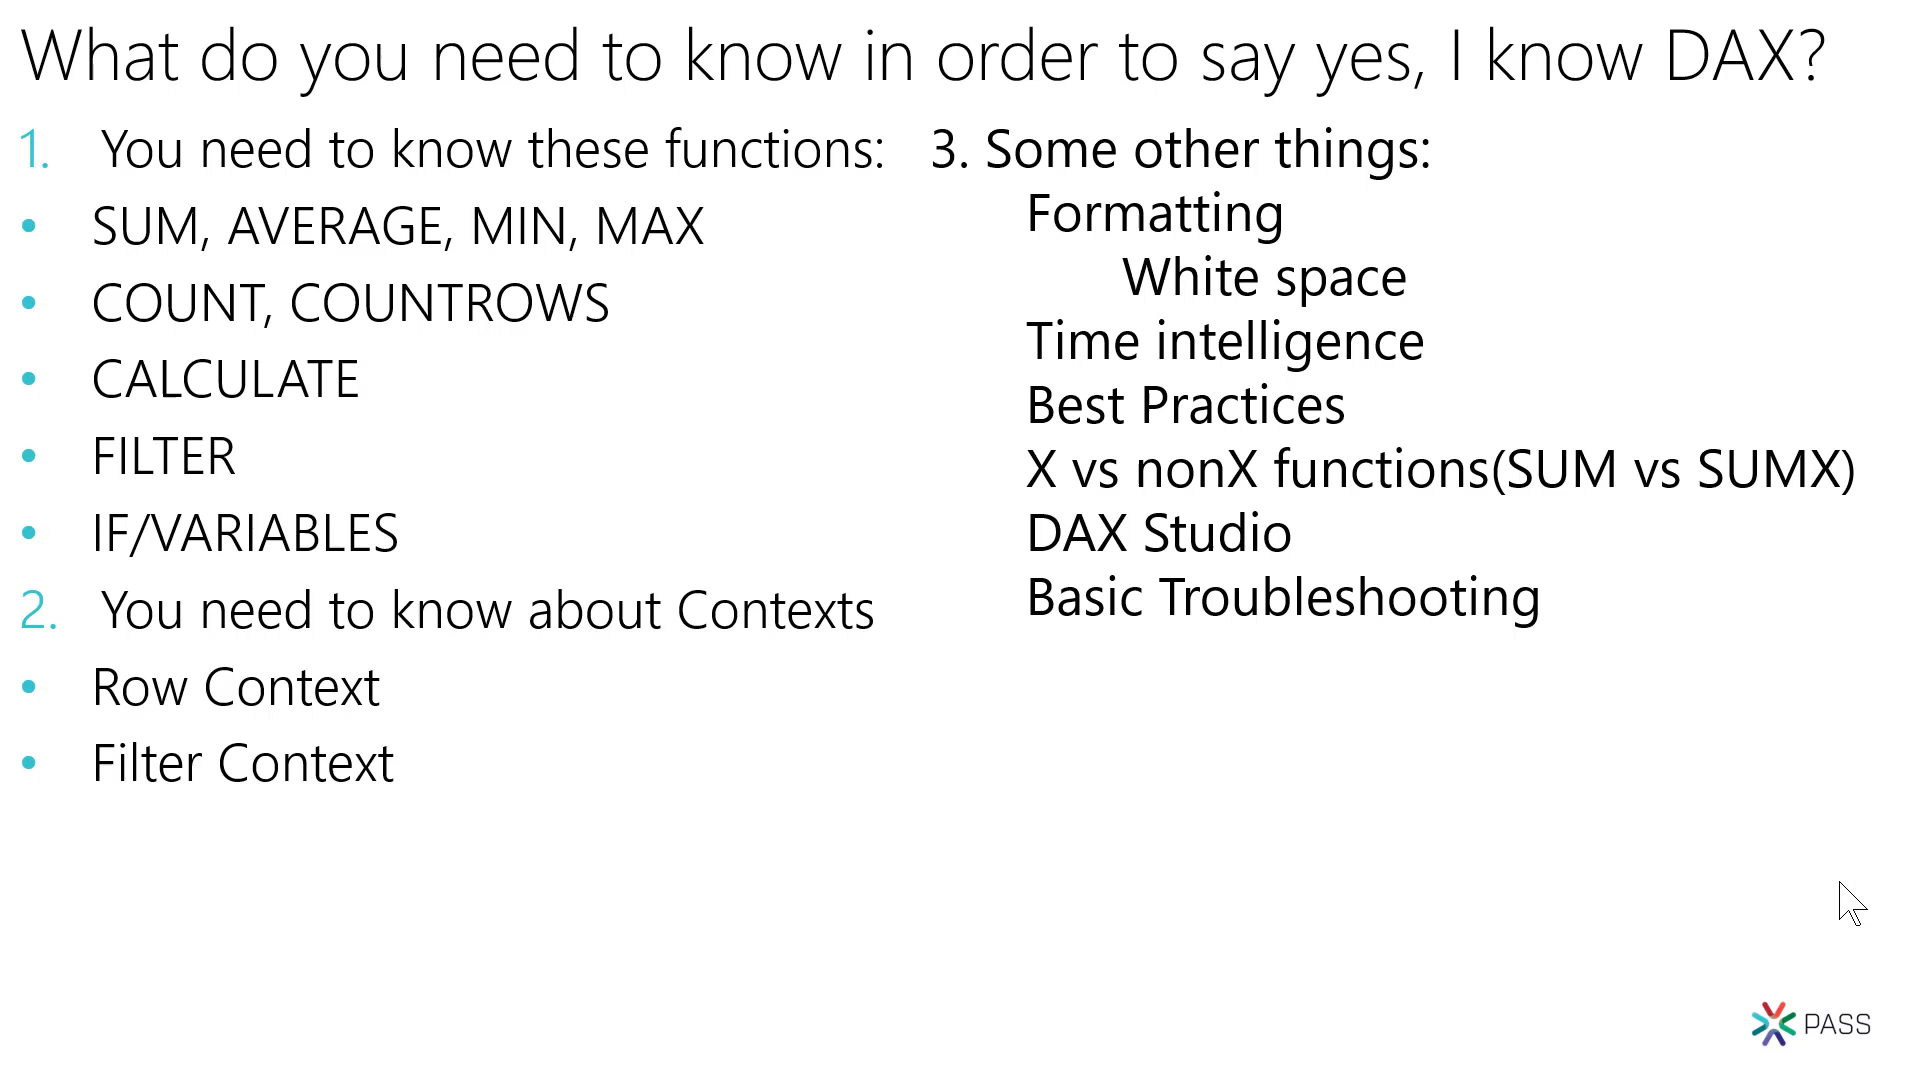 What do you need to know in order to say yes, I know DAX?
1. You need to know these functions:
• SUM, AVERAGE, MIN, MAX
• COUNT, COUNTROWS
• CALCULATE
• FILTER
• IF/VARIABLES
2. You need to know about Contexts
• Row Context
• Filter Context
3. Some other things:
Formatting
White space
Time intelligence
Best Practices
X vs nonX functions(SUM vs SUMX)
DAX Studio
Basic Troubleshooting
PASS